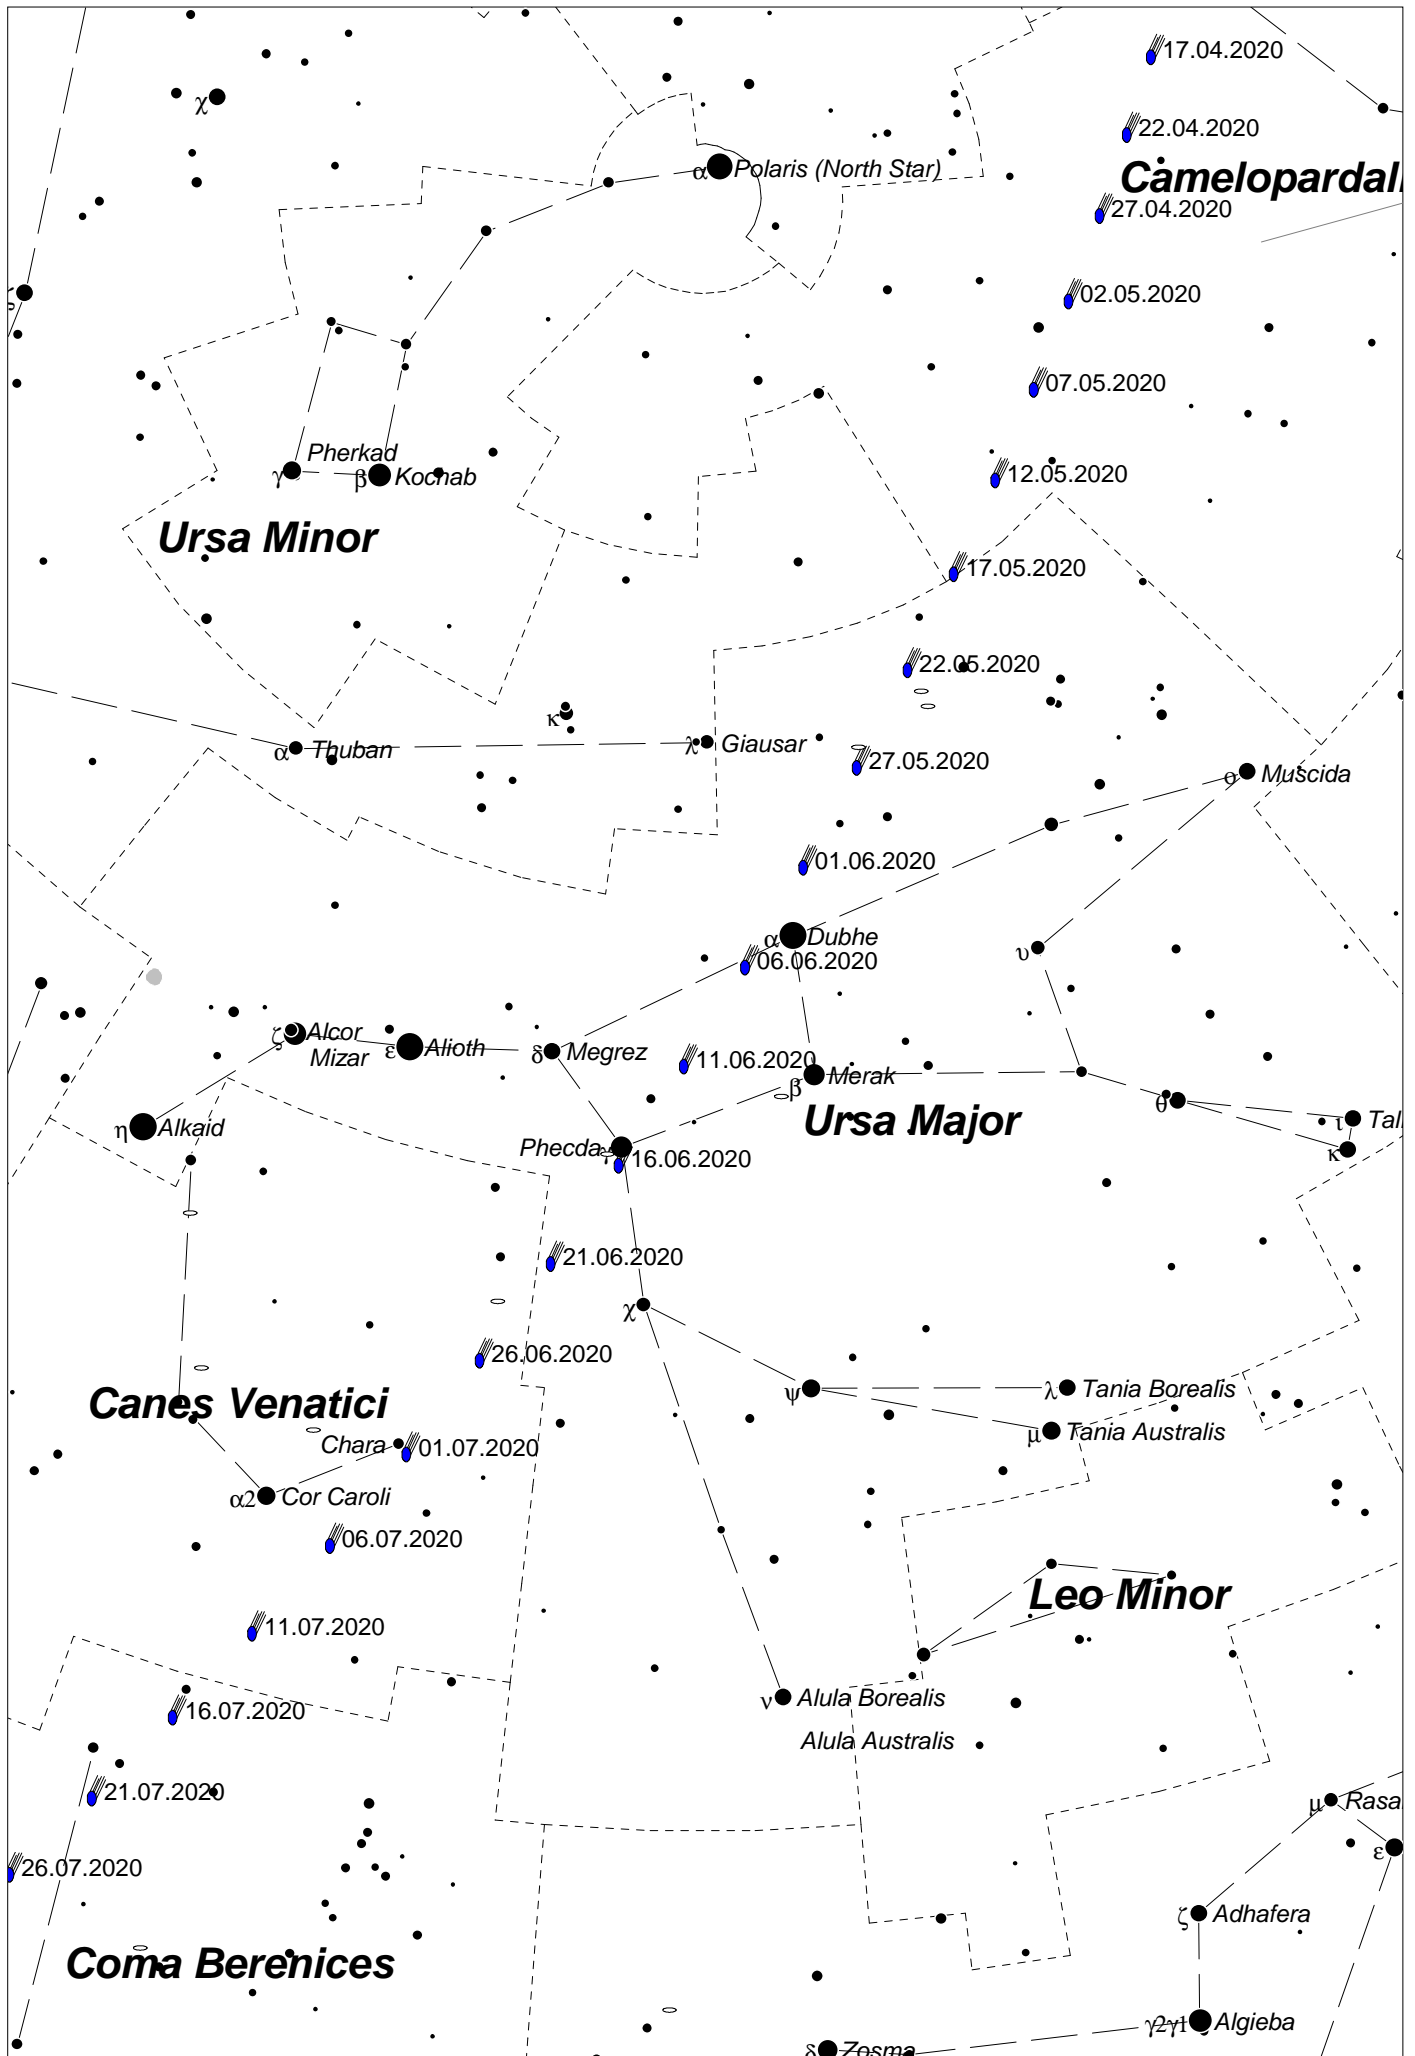 17.04.2020
χ
22.04.2020
α Polaris (North Star)
Camelopardali
27.04.2020
ζ
02.05.2020
07.05.2020
Pherkad
γ β Kochab
12.05.2020
Ursa Minor
17.05.2020
22.05.2020
κ
α Thuban
λ Giausar
27.05.2020
ο Muscida
01.06.2020
α Dubhe
υ
06.06.2020
ζ Alcor
Mizar
ε Alioth
δ Megrez
11.06.2020
β Merak
θ
Ursa Major
ι Tali
η Alkaid
Phecda γ
κ
16.06.2020
21.06.2020
χ
26.06.2020
ψ
λ Tania Borealis
Canes Venatici
μ Tania Australis
Chara
01.07.2020
α2 Cor Caroli
06.07.2020
Leo Minor
11.07.2020
ν Alula Borealis
16.07.2020
Alula Australis
21.07.2020
μ Rasa
ε
26.07.2020
ζ Adhafera
Coma Berenices
γ2γ1 Algieba
δ Zosma